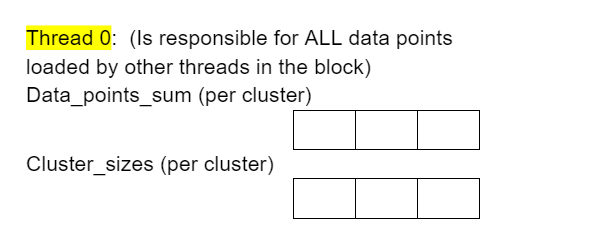 Thread 0: (Is responsible for ALL data points
loaded by other threads in the block)
Data_points_sum (per cluster)
Cluster_sizes (per cluster)